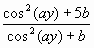 cos²(ay) + 5b
cos²(ay) + b